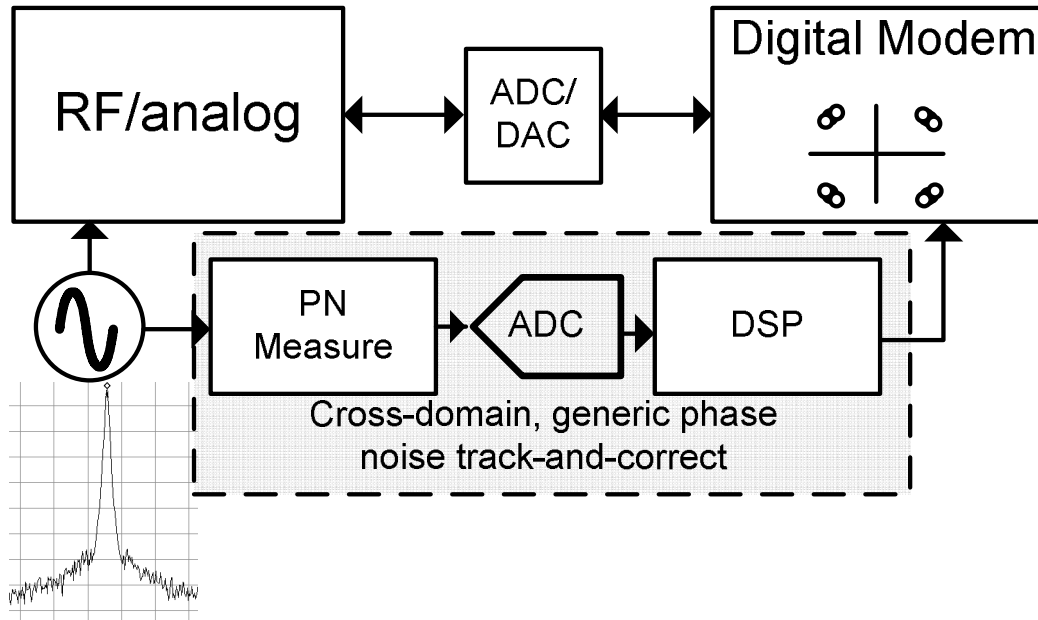 RF/analog
ADC/
DAC
Digital Modem
PN
Measure
ADC
DSP
Cross-domain, generic phase
noise track-and-correct